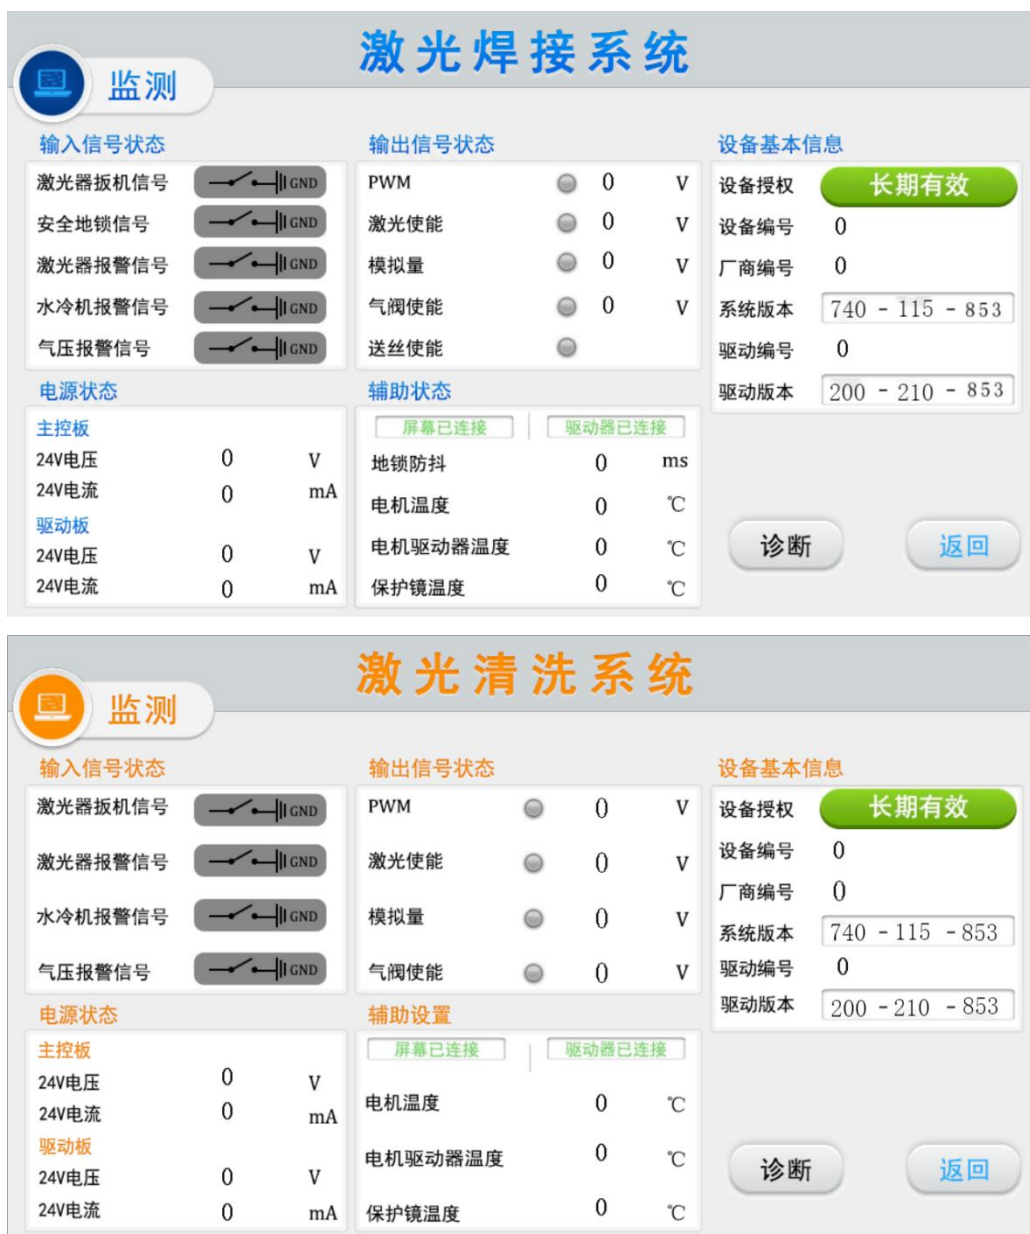 激光焊接系统
监测
输入信号状态
激光器扳机信号 GND
安全地锁信号 GND
激光器报警信号 GND
水冷机报警信号 GND
气压报警信号 GND
输出信号状态
PWM 0 V
激光使能 0 V
模拟量 0 V
气阀使能 0 V
送丝使能
设备基本信息
设备授权 长期有效
设备编号 0
厂商编号 0
系统版本 740 - 115 - 853
驱动编号 0
驱动版本 200 - 210 - 853
电源状态
主控板
24V电压 0 V
24V电流 0 mA
驱动板
24V电压 0 V
24V电流 0 mA
辅助状态
屏幕已连接 驱动器已连接
地锁防抖 0 ms
电机温度 0 ℃
电机驱动器温度 0 ℃
保护镜温度 0 ℃
诊断 返回
激光清洗系统
监测
输入信号状态
激光器扳机信号 GND
激光器报警信号 GND
水冷机报警信号 GND
气压报警信号 GND
输出信号状态
PWM 0 V
激光使能 0 V
模拟量 0 V
气阀使能 0 V
设备基本信息
设备授权 长期有效
设备编号 0
厂商编号 0
系统版本 740 - 115 - 853
驱动编号 0
驱动版本 200 - 210 - 853
电源状态
主控板
24V电压 0 V
24V电流 0 mA
驱动板
24V电压 0 V
24V电流 0 mA
辅助设置
屏幕已连接 驱动器已连接
电机温度 0 ℃
电机驱动器温度 0 ℃
保护镜温度 0 ℃
诊断 返回